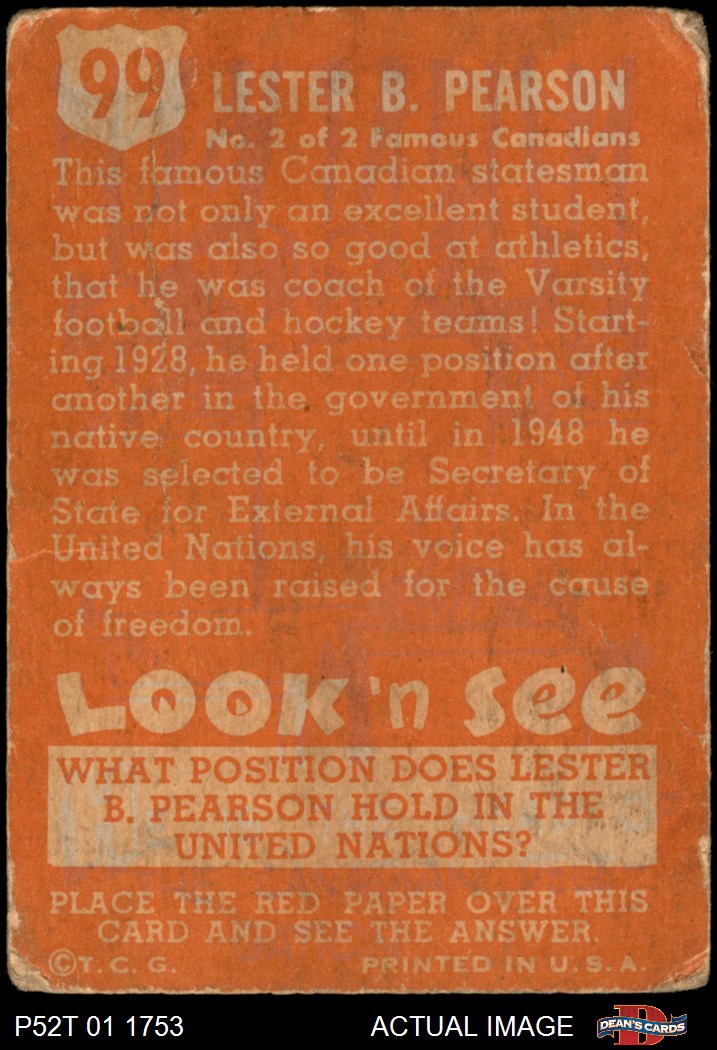 99
LESTER B. PEARSON
No. 2 of 2 Famous Canadians
This famous Canadian statesman
was not only an excellent student,
but was also so good at athletics,
that he was coach of the Varsity
football and hockey teams! Start-
ing 1928, he held one position after
another in the government of his
native country, until in 1948 he
was selected to be Secretary of
State for External Affairs. In the
United Nations, his voice has al-
ways been raised for the cause
of freedom.
LOOK 'n SEE
WHAT POSITION DOES LESTER
B. PEARSON HOLD IN THE
UNITED NATIONS?
PLACE THE RED PAPER OVER THIS
CARD AND SEE THE ANSWER.
©T. C. G. PRINTED IN U. S. A.
P52T 01 1753 ACTUAL IMAGE D DEAN'S CARDS